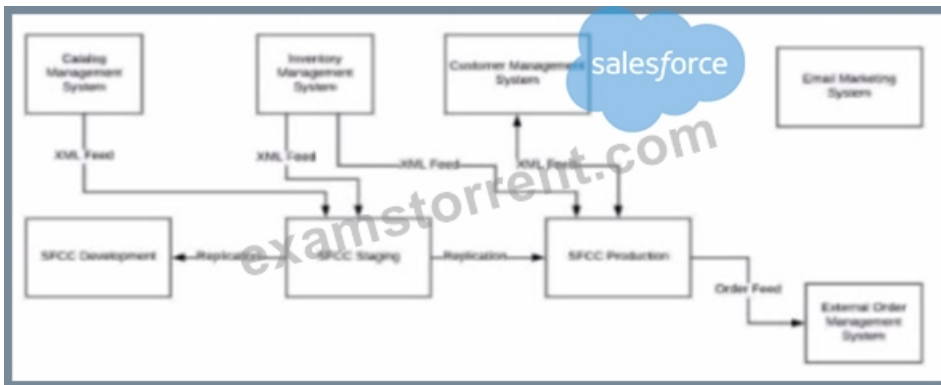 Catalog
Management
System
Inventory
Management
System
Customer Management
System
salesforce
Email Marketing
System
XML Feed
XML Feed
XML Feed
XML Feed
examstorrent.com
SFCC Development
Replication
SFCC Staging
Replication
SFCC Production
Order Feed
External Order
Management
System